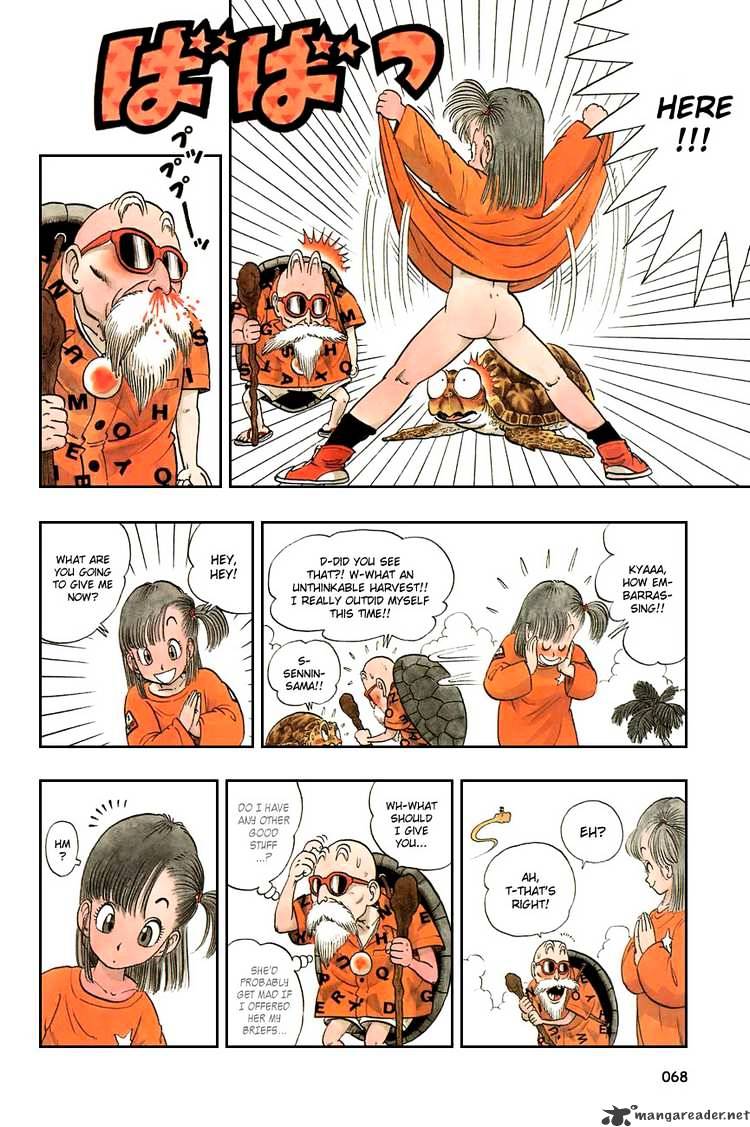 HERE
!!!
ばばっ
プッ
ププー
KYAAA,
HOW EM-
BARRAS-
SING!!
D-DID YOU SEE
THAT?! W-WHAT AN
UNTHINKABLE HARVEST!!
I REALLY OUTDID MYSELF
THIS TIME!!
S-
SENNIN-
SAMA!!
HEY,
HEY!
WHAT ARE
YOU GOING
TO GIVE ME
NOW?
EH?
AH,
T-THAT'S
RIGHT!
WH-WHAT
SHOULD I
GIVE
YOU...
DO I HAVE
ANY OTHER
GOOD
STUFF
...?
SHE'D
PROBABLY
GET MAD IF
I OFFERED
HER MY
BRIEFS.
HM
?
068
mangareader.net